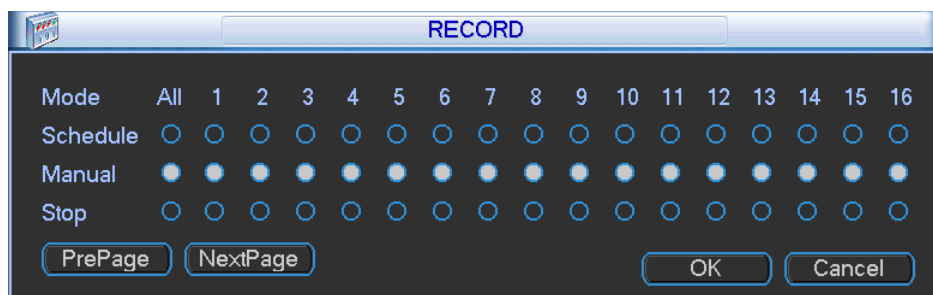 RECORD
Mode All 1 2 3 4 5 6 7 8 9 10 11 12 13 14 15 16
Schedule
Manual
Stop
PrePage NextPage OK Cancel